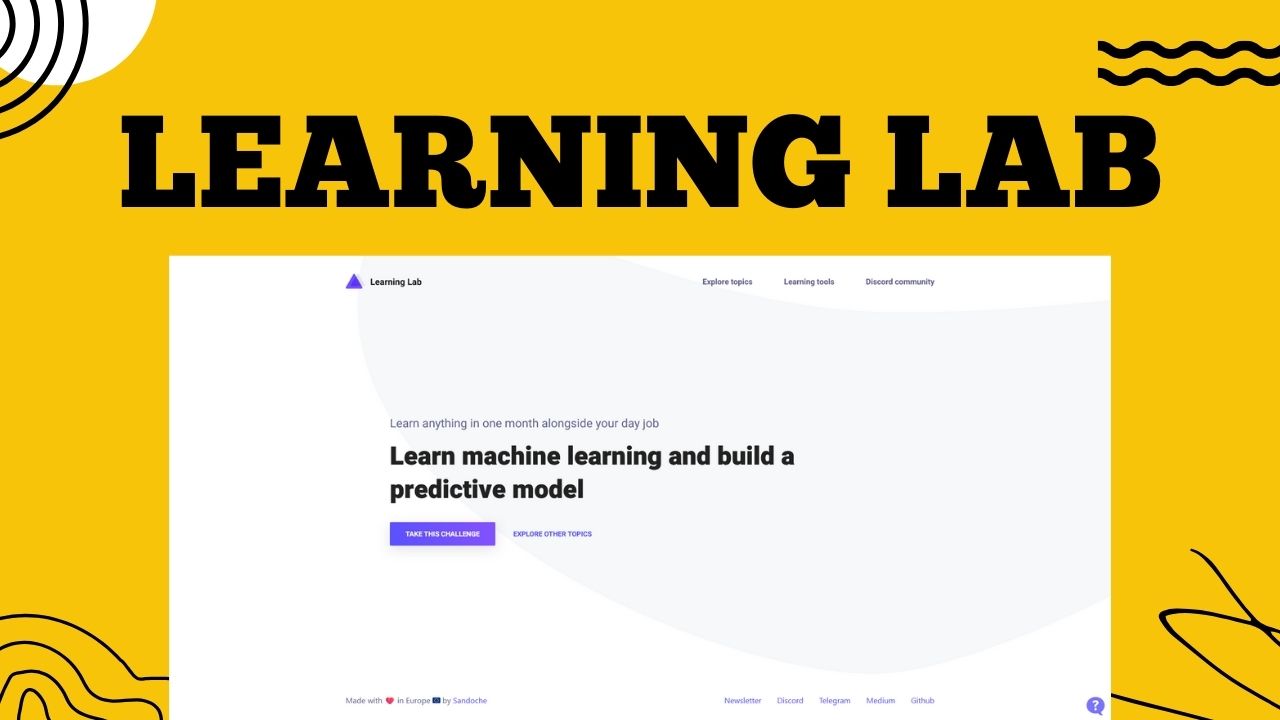 LEARNING LAB
Learning Lab
Explore topics
Learning tools
Discord community
Learn anything in one month alongside your day job
Learn machine learning and build a
predictive model
TAKE THIS CHALLENGE
EXPLORE OTHER TOPICS
Made with ❤️ in Europe 🇪🇺 by Sandoche
Newsletter
Discord
Telegram
Medium
Github
?